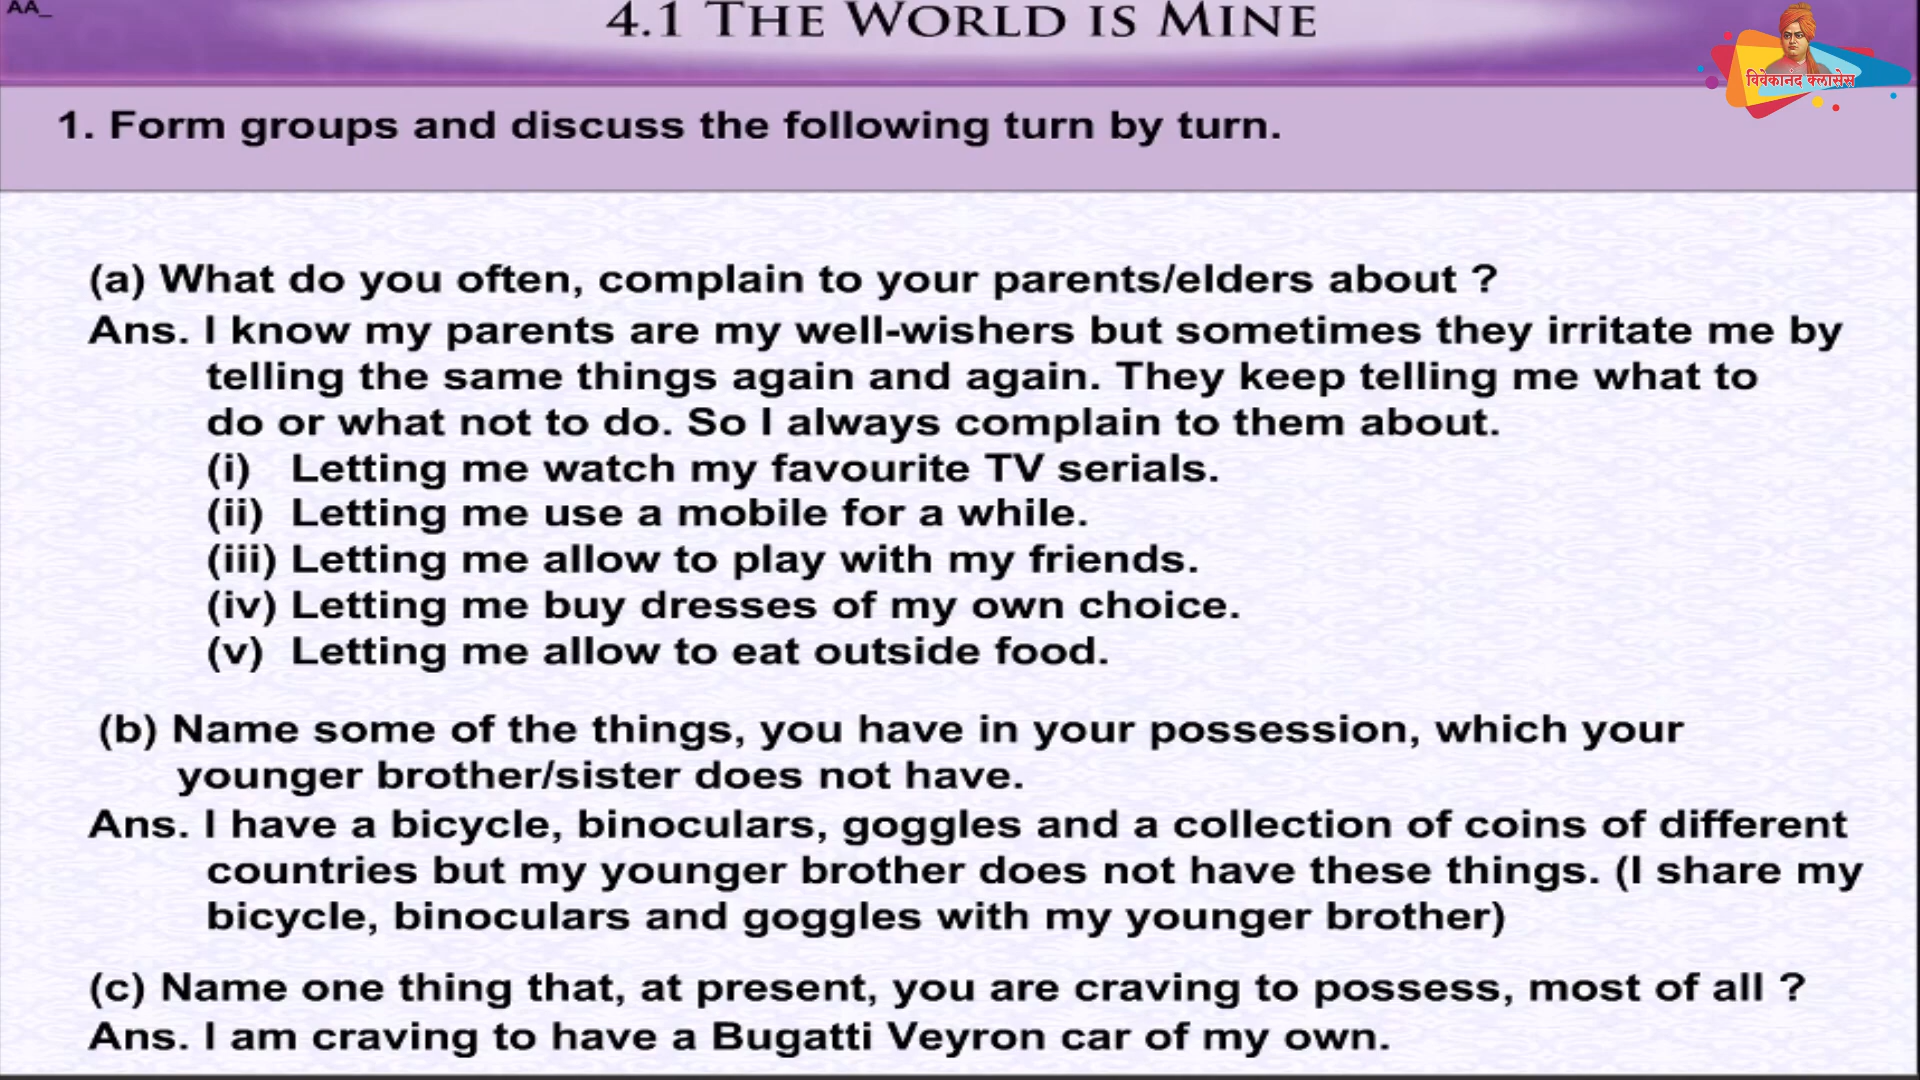 AA_
4.1 THE WORLD IS MINE
विवेकानंद क्लासेस
1. Form groups and discuss the following turn by turn.
(a) What do you often, complain to your parents/elders about ?
Ans. I know my parents are my well-wishers but sometimes they irritate me by
telling the same things again and again. They keep telling me what to
do or what not to do. So I always complain to them about.
(i) Letting me watch my favourite TV serials.
(ii) Letting me use a mobile for a while.
(iii) Letting me allow to play with my friends.
(iv) Letting me buy dresses of my own choice.
(v) Letting me allow to eat outside food.
(b) Name some of the things, you have in your possession, which your
younger brother/sister does not have.
Ans. I have a bicycle, binoculars, goggles and a collection of coins of different
countries but my younger brother does not have these things. (I share my
bicycle, binoculars and goggles with my younger brother)
(c) Name one thing that, at present, you are craving to possess, most of all ?
Ans. I am craving to have a Bugatti Veyron car of my own.